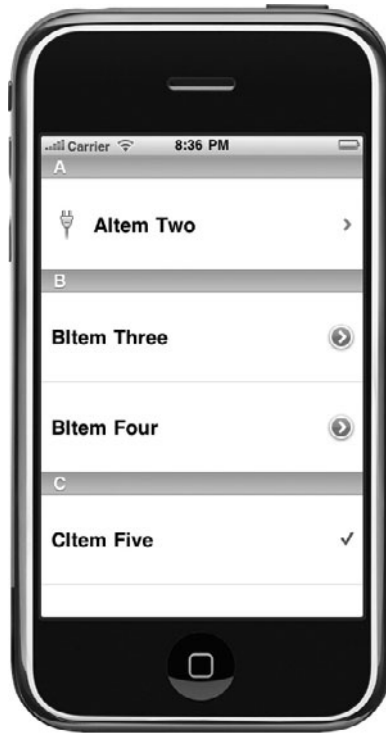 Carrier 8:36 PM
A
AItem Two
B
BItem Three
BItem Four
C
CItem Five